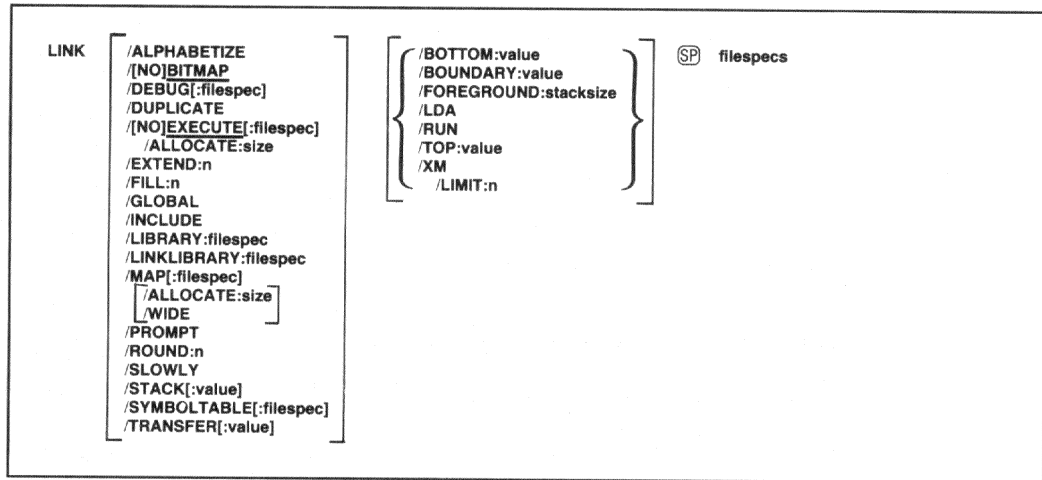 LINK
/ALPHABETIZE
/[NO]BITMAP
/DEBUG[:filespec]
/DUPLICATE
/[NO]EXECUTE[:filespec]
/ALLOCATE:size
/EXTEND:n
/FILL:n
/GLOBAL
/INCLUDE
/LIBRARY:filespec
/LINKLIBRARY:filespec
/MAP[:filespec]
/ALLOCATE:size
/WIDE
/PROMPT
/ROUND:n
/SLOWLY
/STACK[:value]
/SYMBOLTABLE[:filespec]
/TRANSFER[:value]
/BOTTOM:value
/BOUNDARY:value
/FOREGROUND:stacksize
/LDA
/RUN
/TOP:value
/XM
/LIMIT:n
SP filespecs